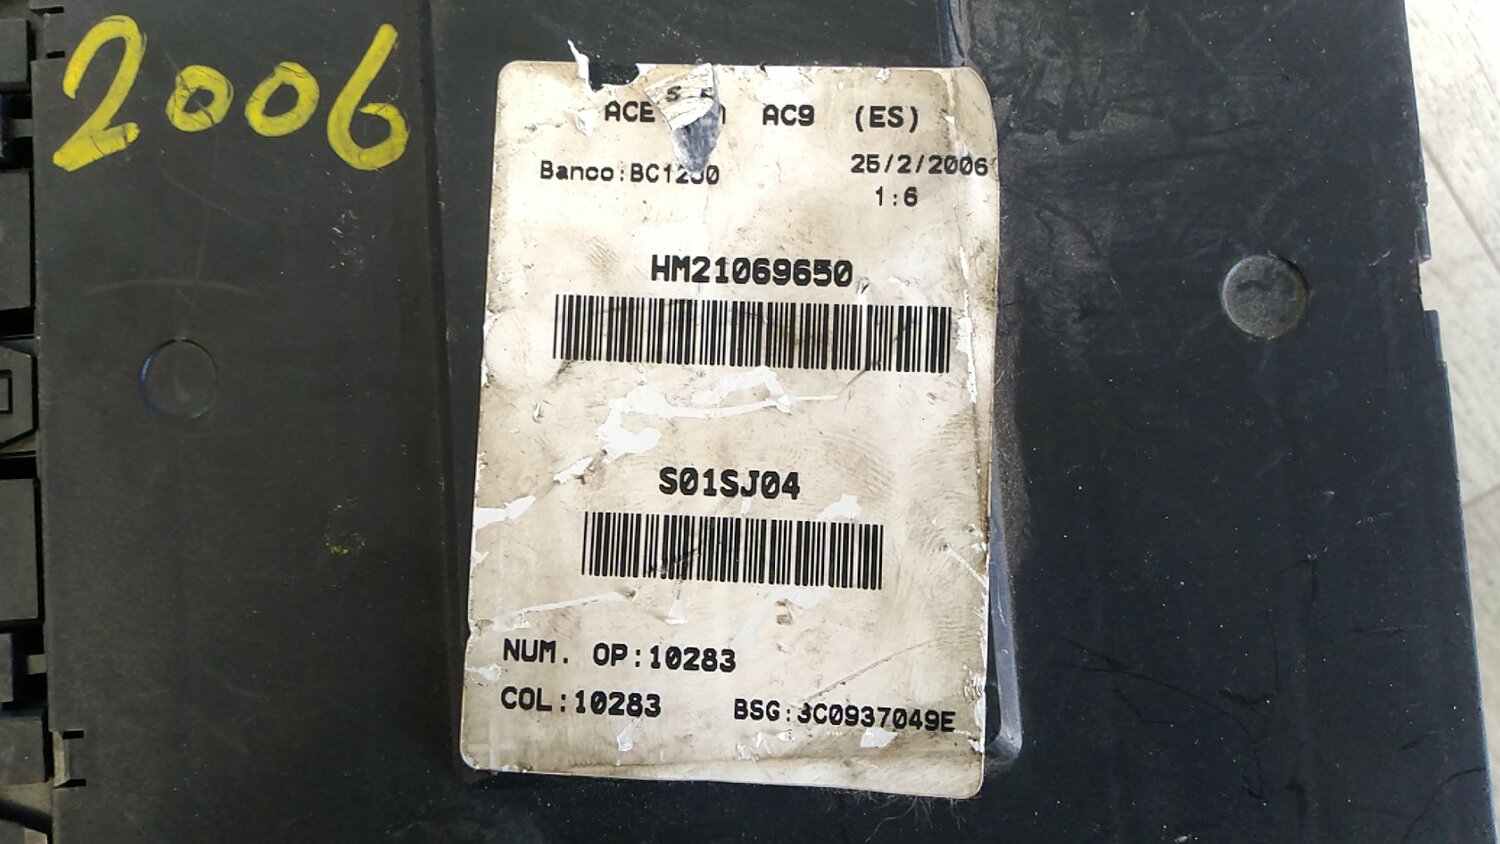 2006
AC9 (ES)
Banco:BC1200
25/2/2006
1:6
HM21069650
S01SJ04
NUM. OP:10283
COL:10283
BSG:3C0937049E